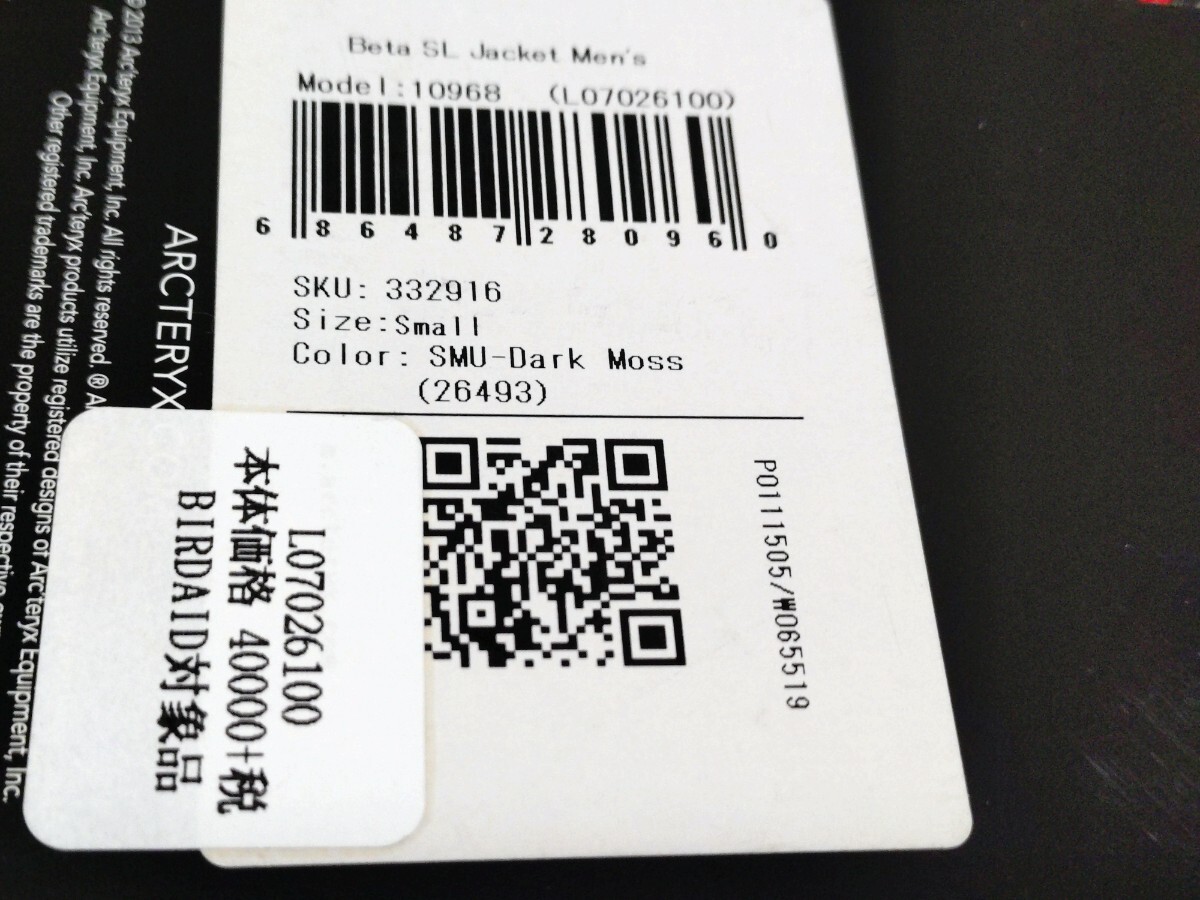 Beta SL Jacket Men's
Model:10968 (L07026100)
6 86487 28096 0
SKU: 332916
Size:Small
Color: SMU-Dark Moss
(26493)
P0111505/W065519
L07026100
本体価格 40000+税
BIRDAID対象品
ARCTERYX
© 2013 Arc'teryx Equipment, Inc. All rights reserved. ®
Arc'teryx Equipment, Inc. Arc'teryx products utilize registered designs of Arc'teryx Equipment, Inc.
Other registered trademarks are the property of their respective